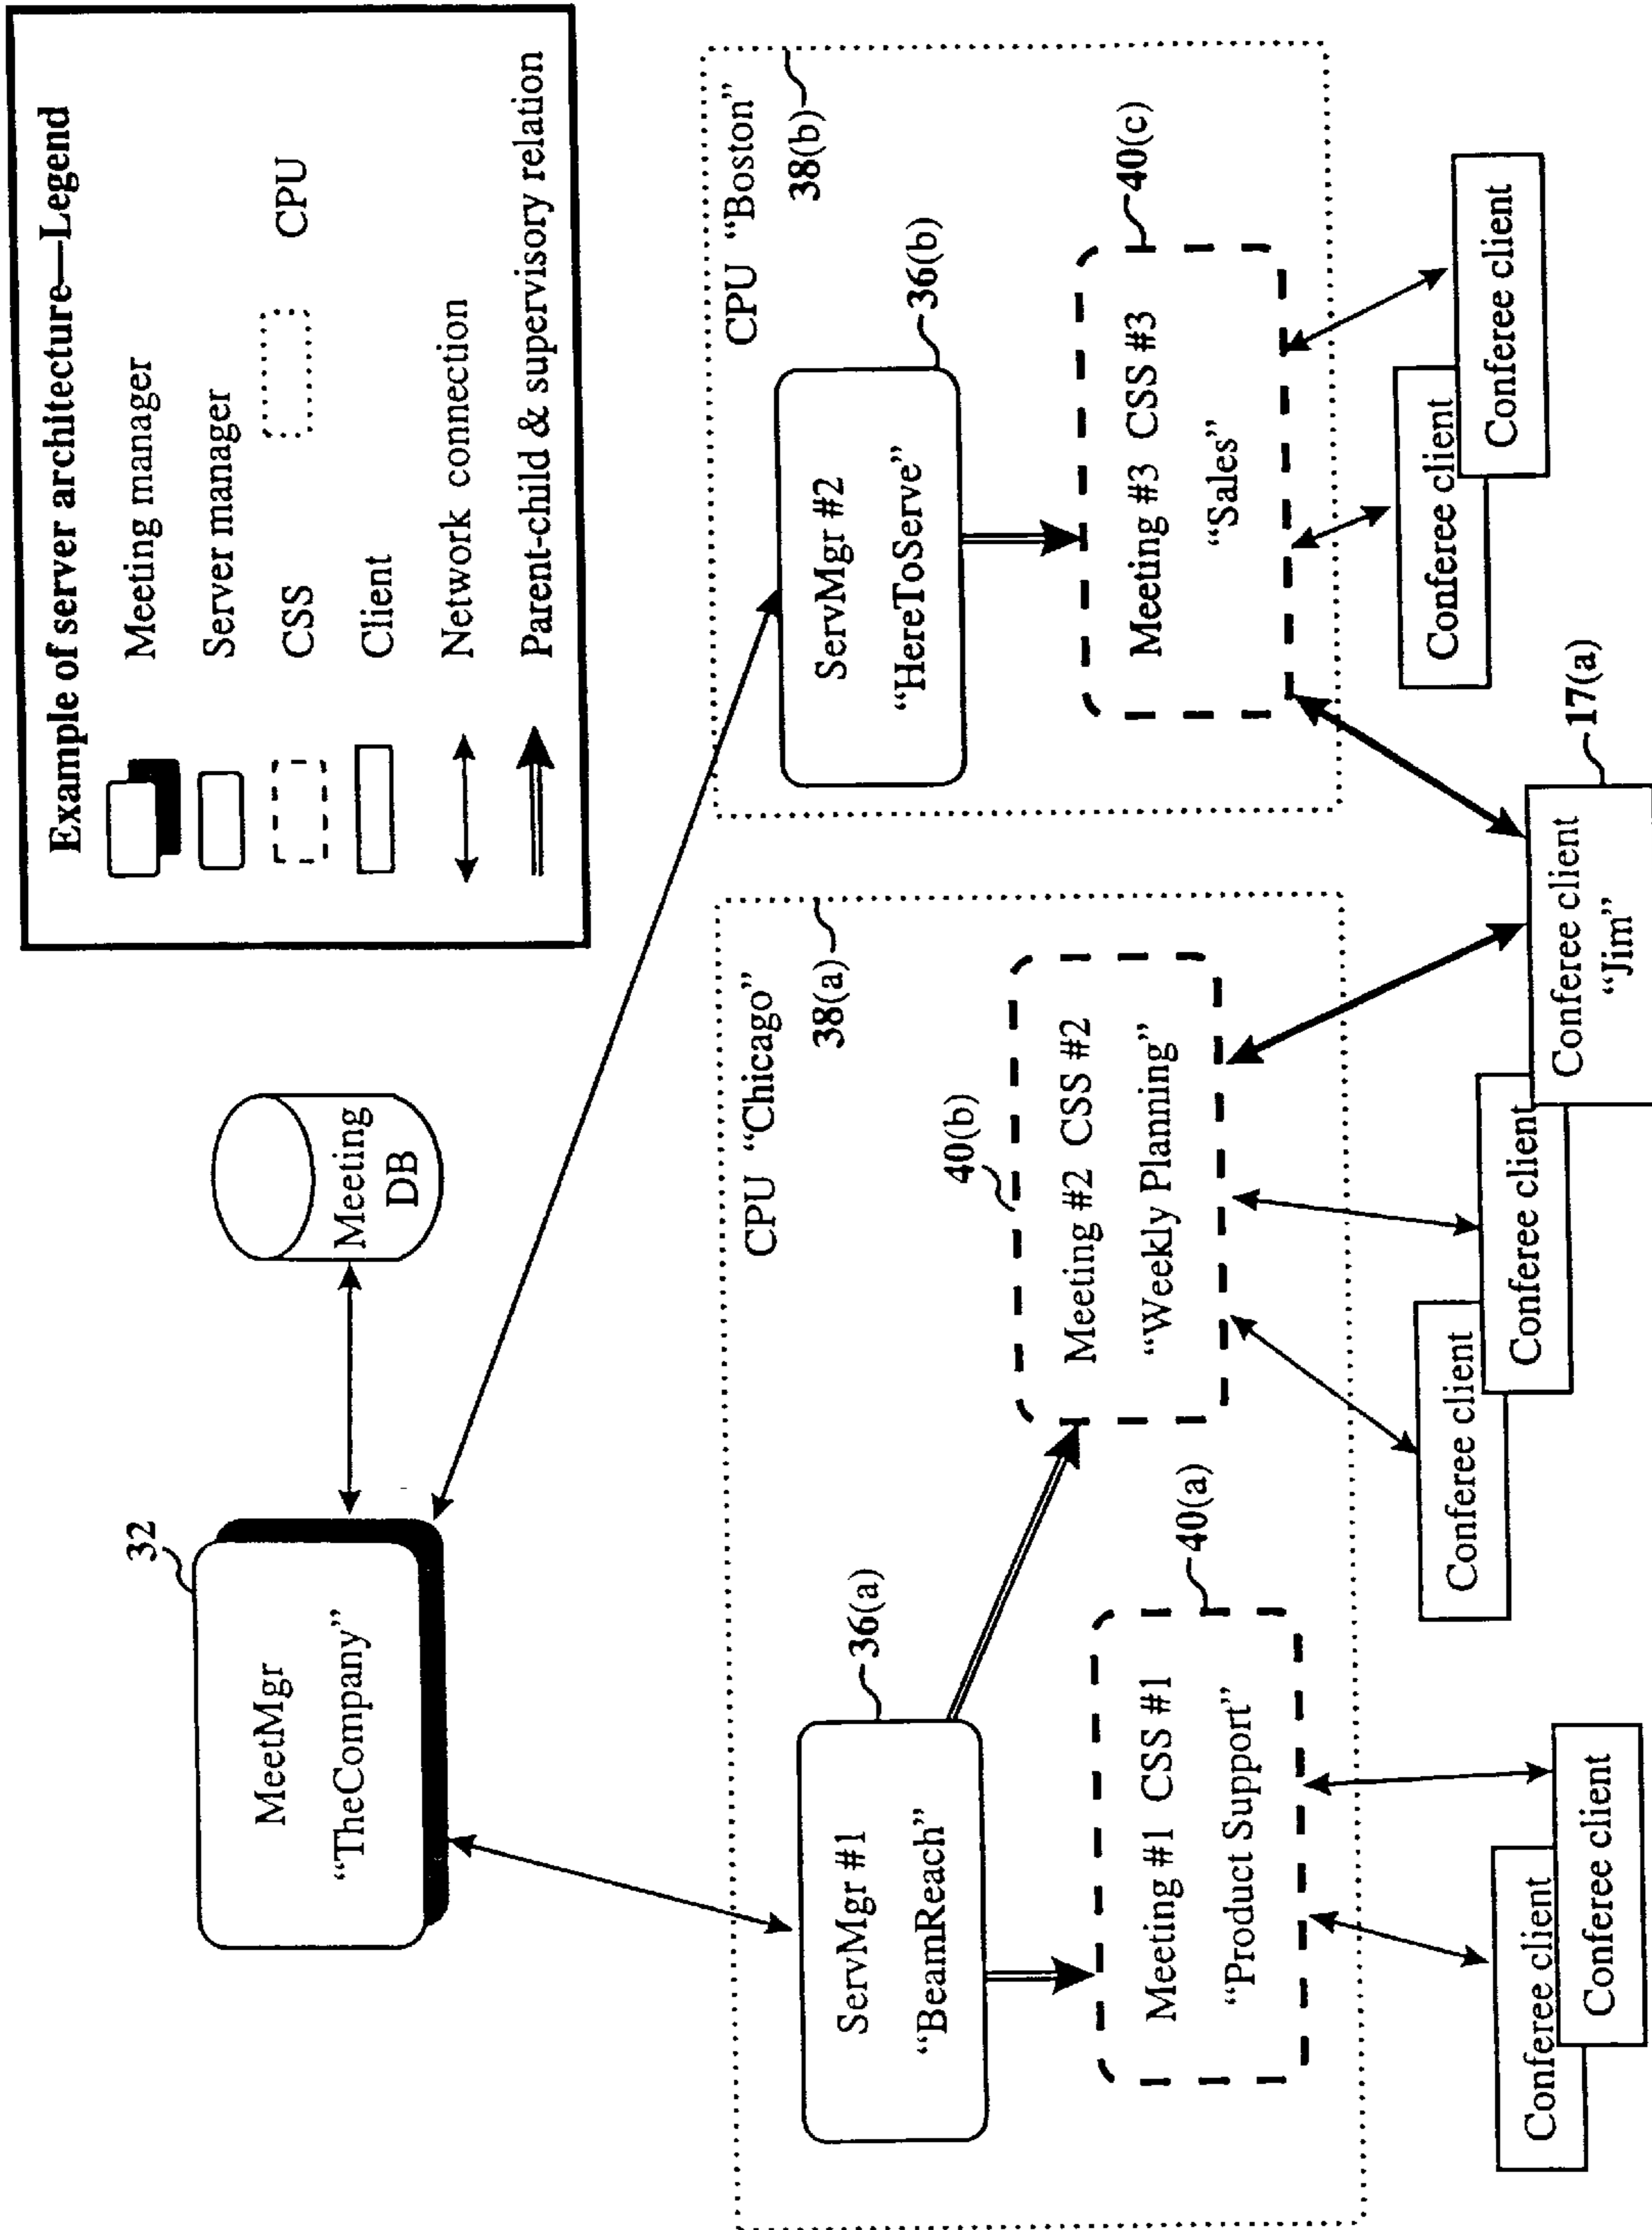 Example of server architecture—Legend
Meeting manager
Server manager
CSS
CPU
Client
Network connection
Parent-child & supervisory relation
32
MeetMgr
“TheCompany”
Meeting
DB
CPU “Chicago”
38(a)
ServMgr #1
“BeamReach”
36(a)
40(b)
Meeting #2 CSS #2
“Weekly Planning”
Meeting #1 CSS #1
“Product Support”
40(a)
CPU “Boston”
38(b)
ServMgr #2
“HereToServe”
36(b)
Meeting #3 CSS #3
“Sales”
40(c)
Conferee client
Conferee client
Conferee client
Conferee client
Conferee client
“Jim”
17(a)
Conferee client
Conferee client